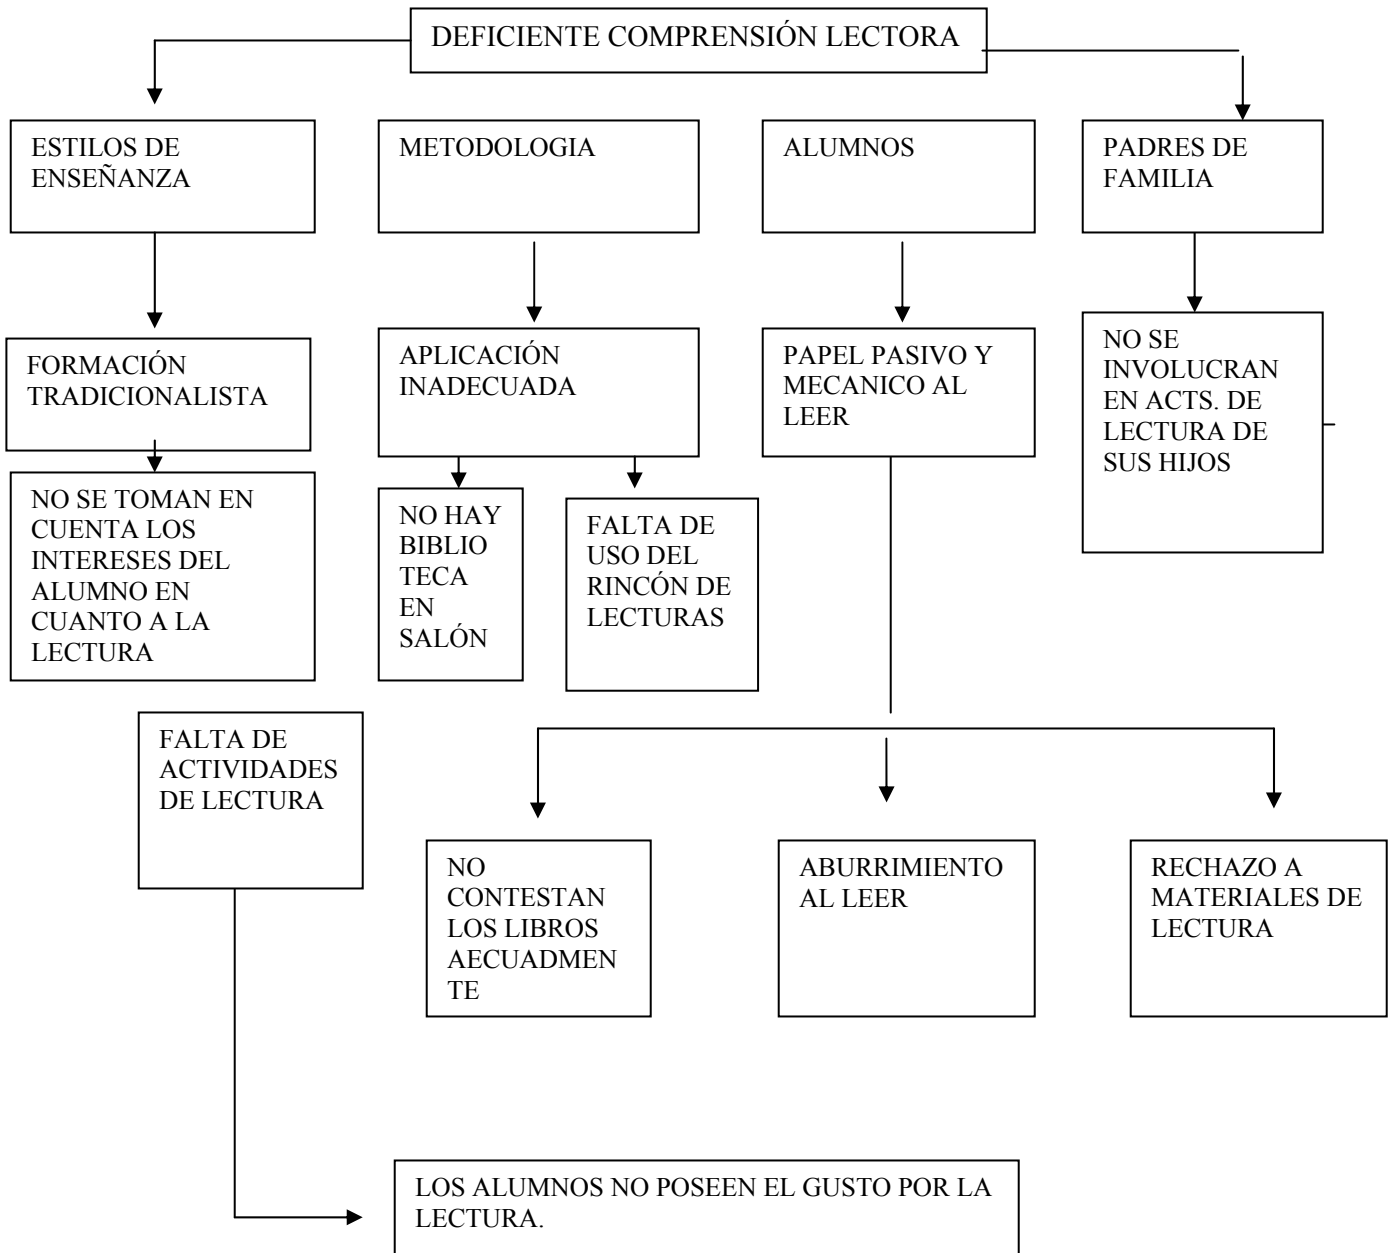 DEFICIENTE COMPRENSIÓN LECTORA
ESTILOS DE
ENSEÑANZA
METODOLOGIA
ALUMNOS
PADRES DE
FAMILIA
FORMACIÓN
TRADICIONALISTA
APLICACIÓN
INADECUADA
PAPEL PASIVO Y
MECANICO AL
LEER
NO SE
INVOLUCRAN
EN ACTS. DE
LECTURA DE
SUS HIJOS
NO SE TOMAN EN
CUENTA LOS
INTERESES DEL
ALUMNO EN
CUANTO A LA
LECTURA
NO HAY
BIBLIO
TECA
EN
SALÓN
FALTA DE
USO DEL
RINCÓN DE
LECTURAS
FALTA DE
ACTIVIDADES
DE LECTURA
NO
CONTESTAN
LOS LIBROS
AECUADMEN
TE
ABURRIMIENTO
AL LEER
RECHAZO A
MATERIALES DE
LECTURA
LOS ALUMNOS NO POSEEN EL GUSTO POR LA
LECTURA.